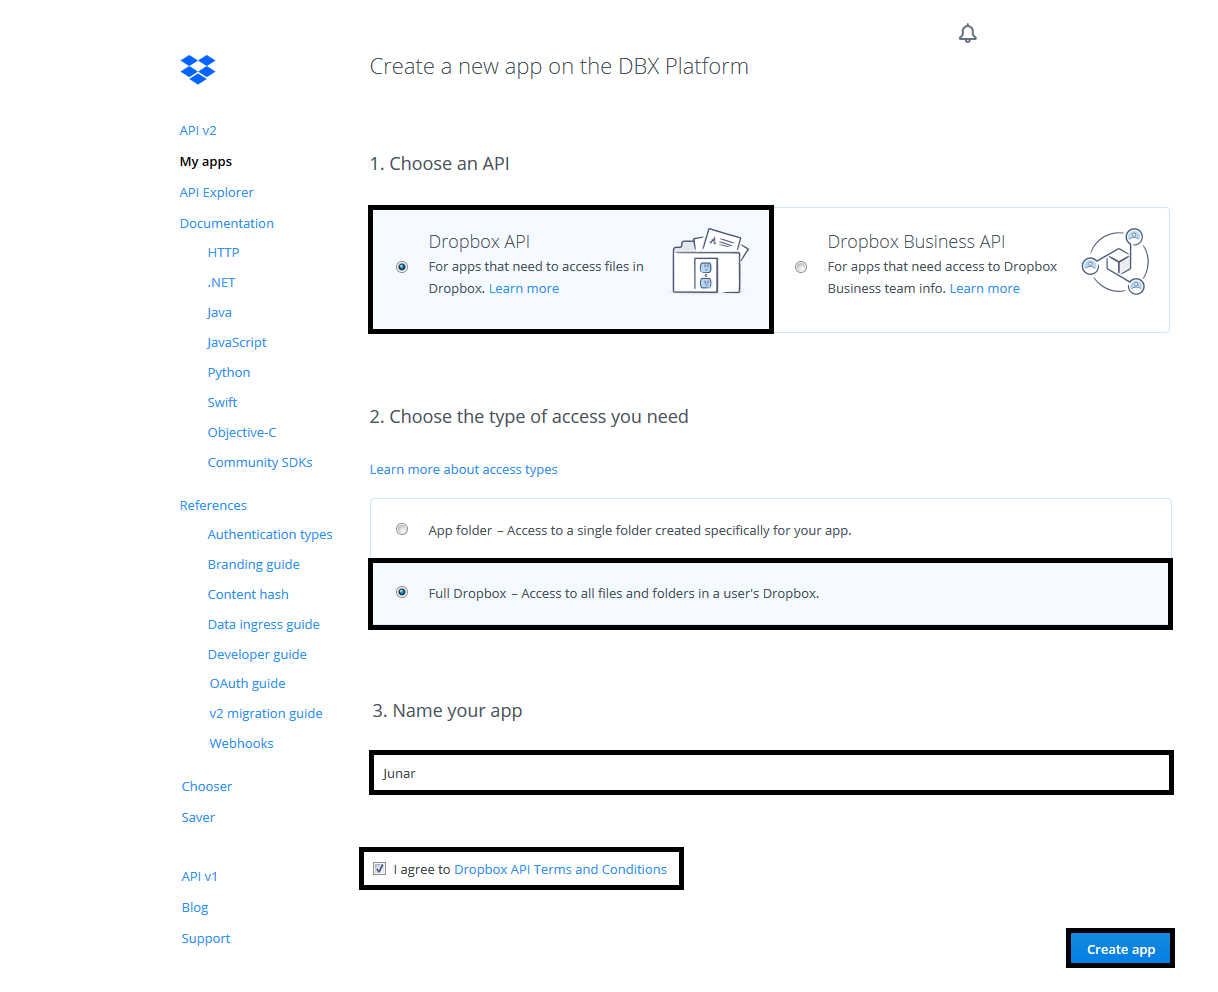 Create a new app on the DBX Platform
API v2
My apps
API Explorer
Documentation
HTTP
.NET
Java
JavaScript
Python
Swift
Objective-C
Community SDKs
References
Authentication types
Branding guide
Content hash
Data ingress guide
Developer guide
OAuth guide
v2 migration guide
Webhooks
Chooser
Saver
API v1
Blog
Support
1. Choose an API
Dropbox API
For apps that need to access files in
Dropbox. Learn more
Dropbox Business API
For apps that need access to Dropbox
Business team info. Learn more
2. Choose the type of access you need
Learn more about access types
App folder – Access to a single folder created specifically for your app.
Full Dropbox – Access to all files and folders in a user's Dropbox.
3. Name your app
Junar
I agree to Dropbox API Terms and Conditions
Create app